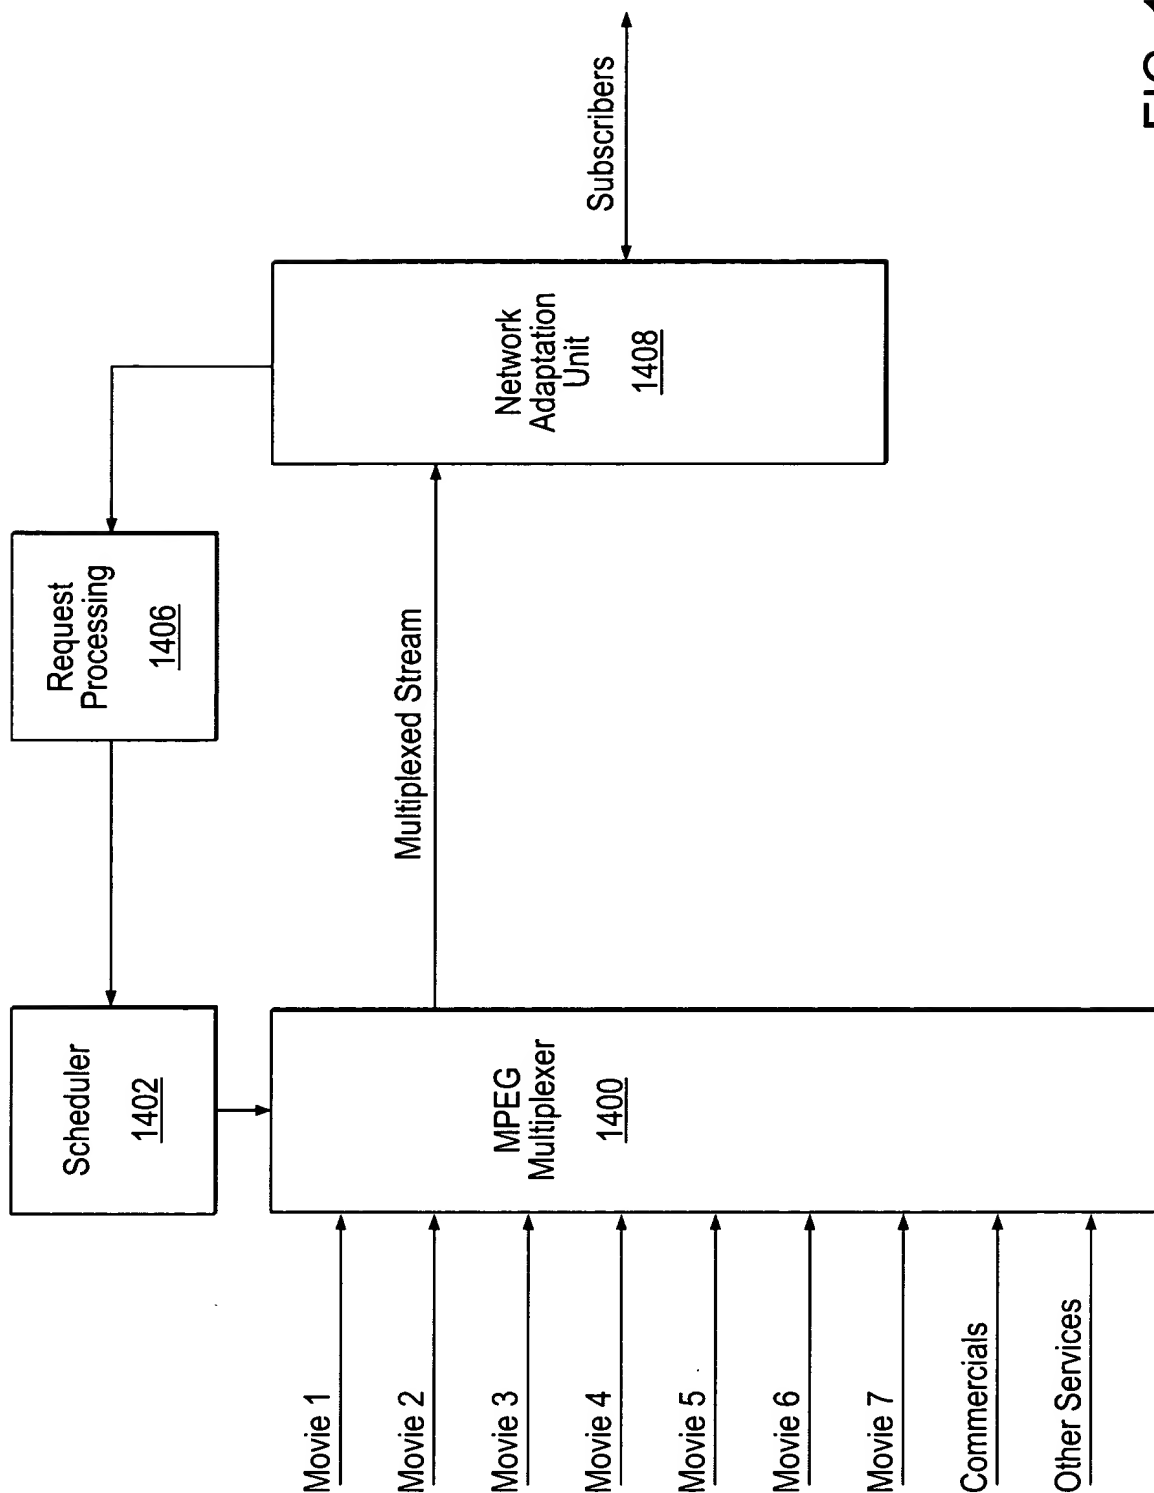 Scheduler
1402
Request
Processing
1406
Movie 1
Movie 2
Movie 3
Movie 4
Movie 5
Movie 6
Movie 7
Commercials
Other Services
MPEG
Multiplexer
1400
Multiplexed Stream
Network
Adaptation
Unit
1408
Subscribers
FIG.